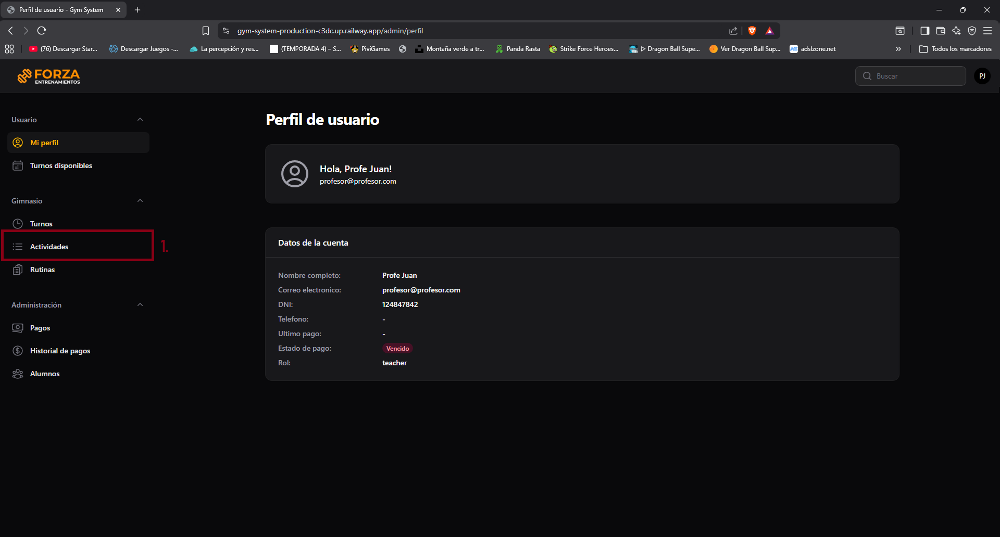 Perfil de usuario - Gym System
gym-system-production-c3dc.up.railway.app/admin/perfil
(76) Descargar Star...
Descargar Juegos -...
La percepción y res...
(TEMPORADA 4) – S...
PiviGames
Montaña verde a tr...
Panda Rasta
Strike Force Heroes...
ᐅ Dragon Ball Supe...
Ver Dragon Ball Sup...
adslzone.net
»
Todos los marcadores
FORZA
ENTRENAMIENTOS
Buscar
PJ
Usuario
Mi perfil
Turnos disponibles
Gimnasio
Turnos
Actividades
1.
Rutinas
Administración
Pagos
Historial de pagos
Alumnos
Perfil de usuario
Hola, Profe Juan!
profesor@profesor.com
Datos de la cuenta
Nombre completo: Profe Juan
Correo electronico: profesor@profesor.com
DNI: 124847842
Telefono: -
Ultimo pago: -
Estado de pago: Vencido
Rol: teacher